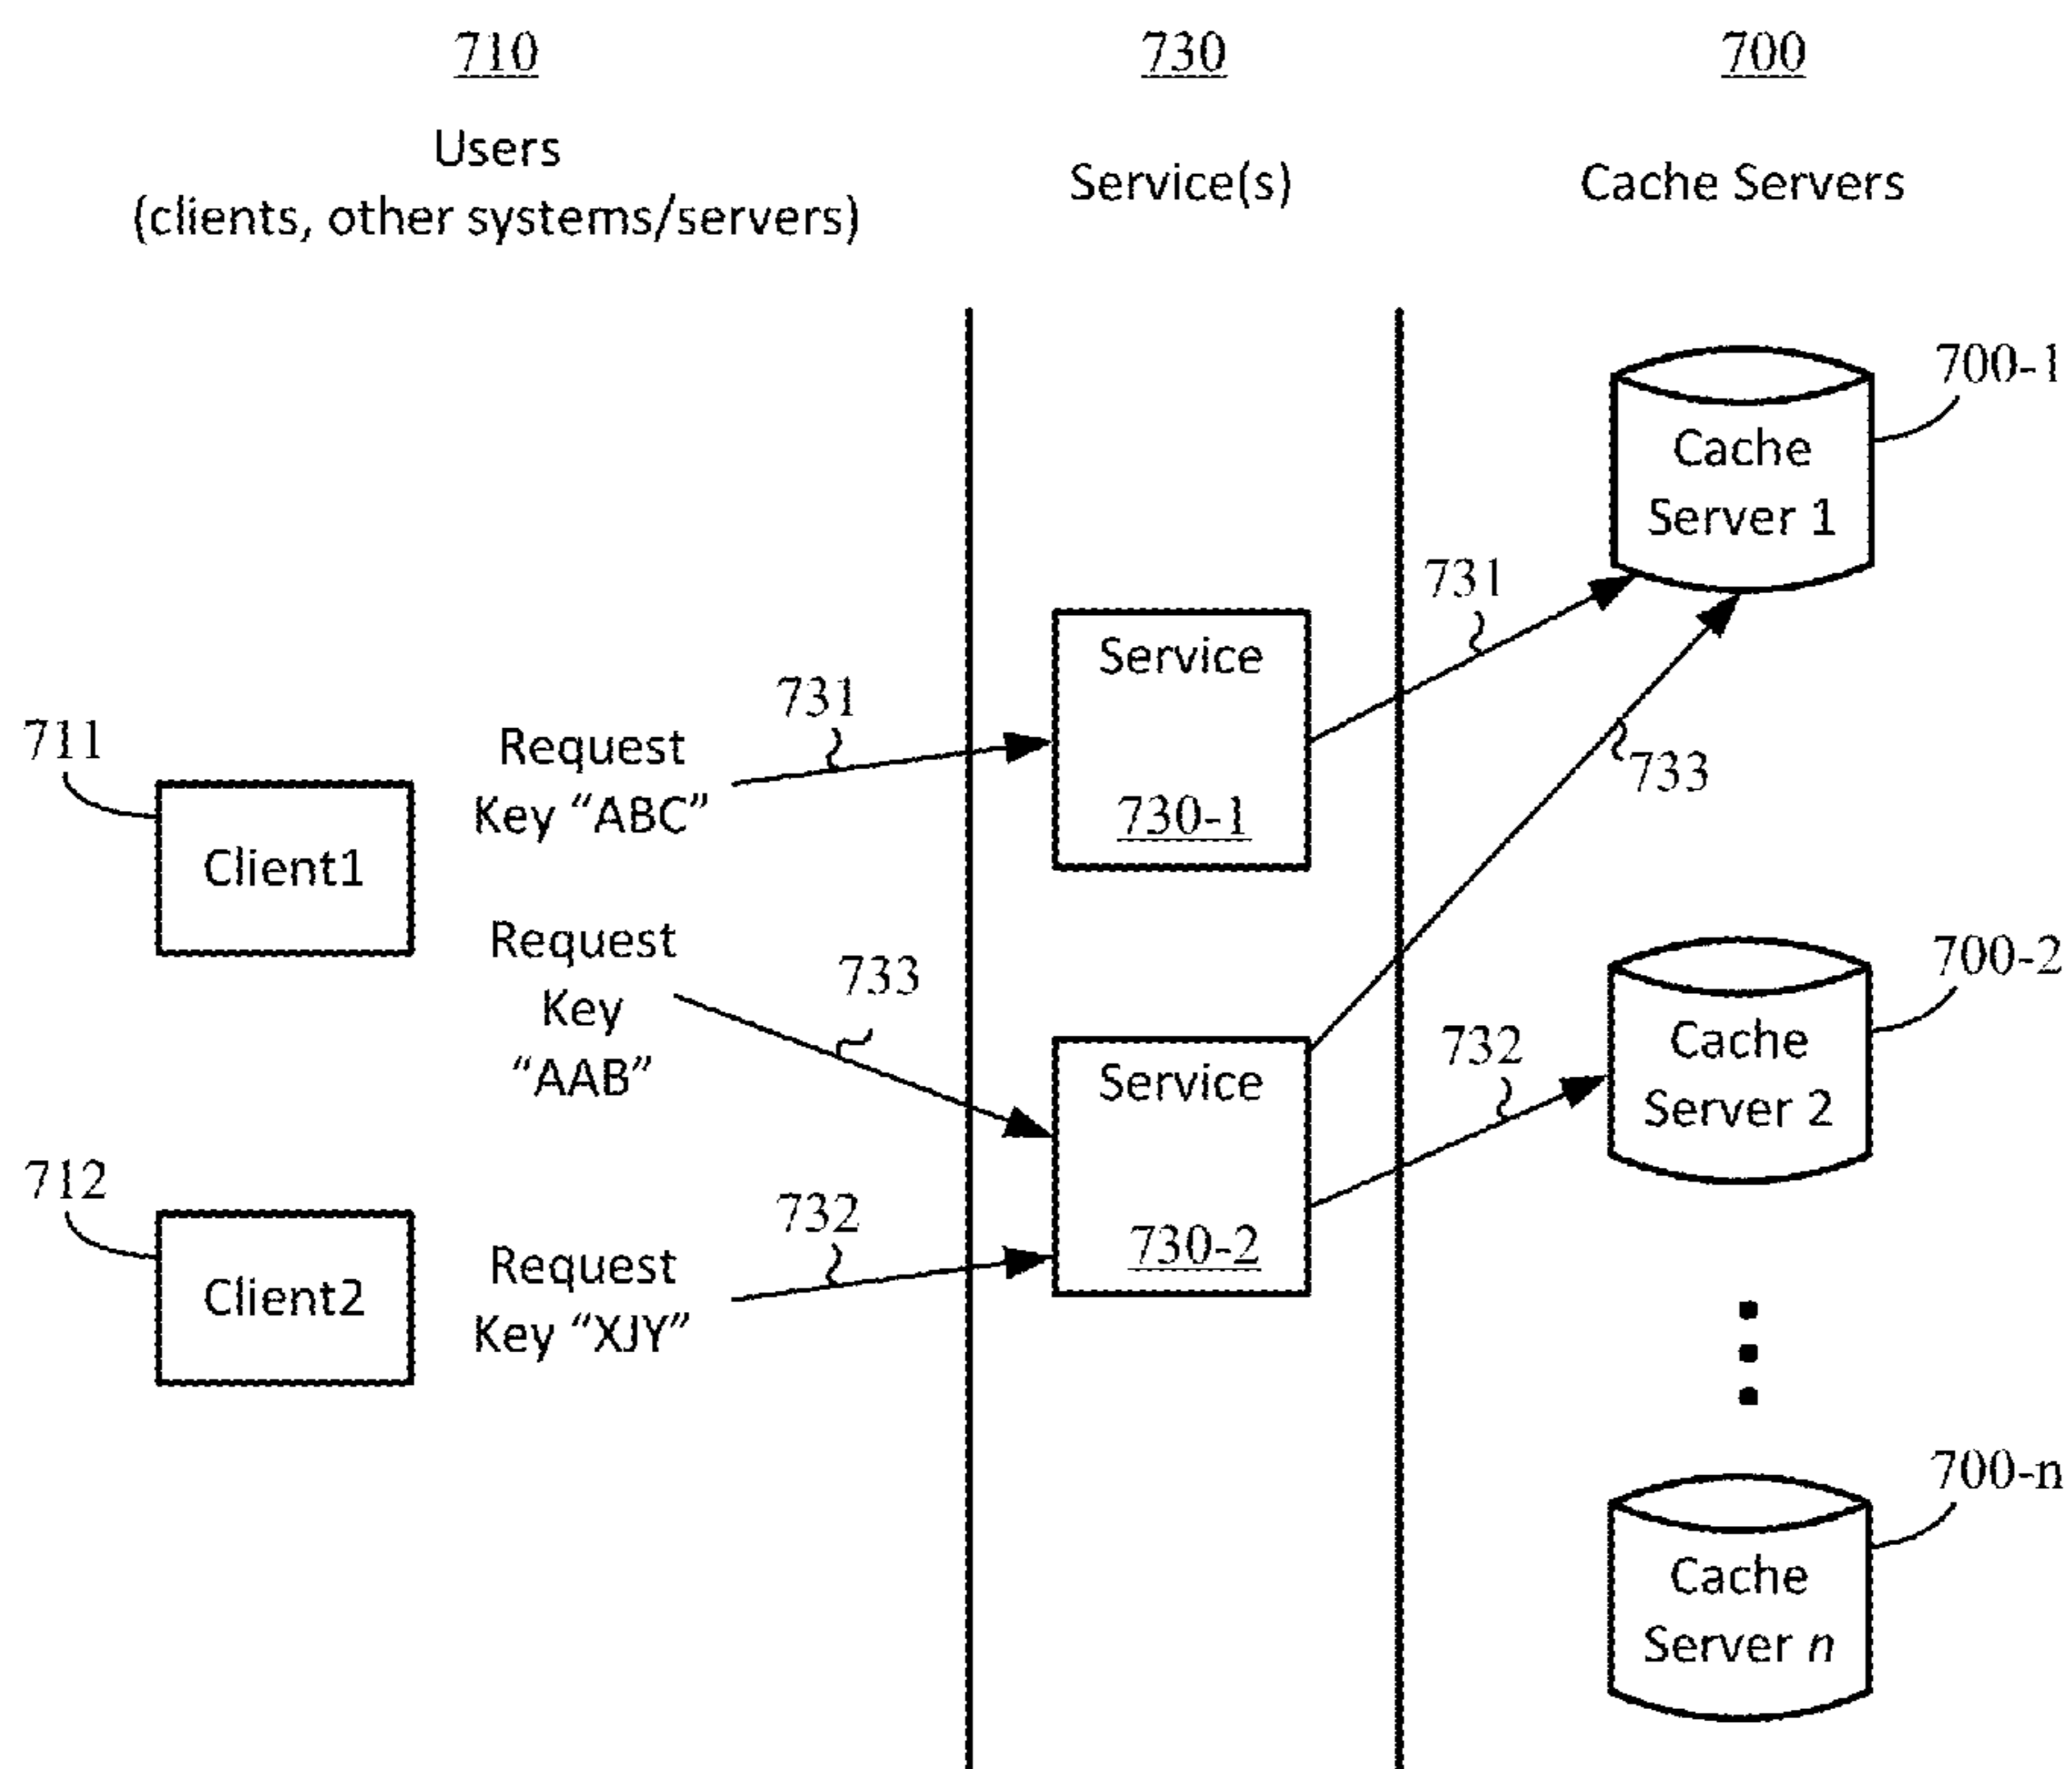 710
730
700
Users
(clients, other systems/servers)
Service(s)
Cache Servers
700-1
Cache
Server 1
731
Service
730-1
731
Request
Key “ABC”
711
Client1
733
Request
Key
“AAB”
733
Service
730-2
732
700-2
Cache
Server 2
712
Client2
Request
Key “XJY”
732
700-n
Cache
Server n